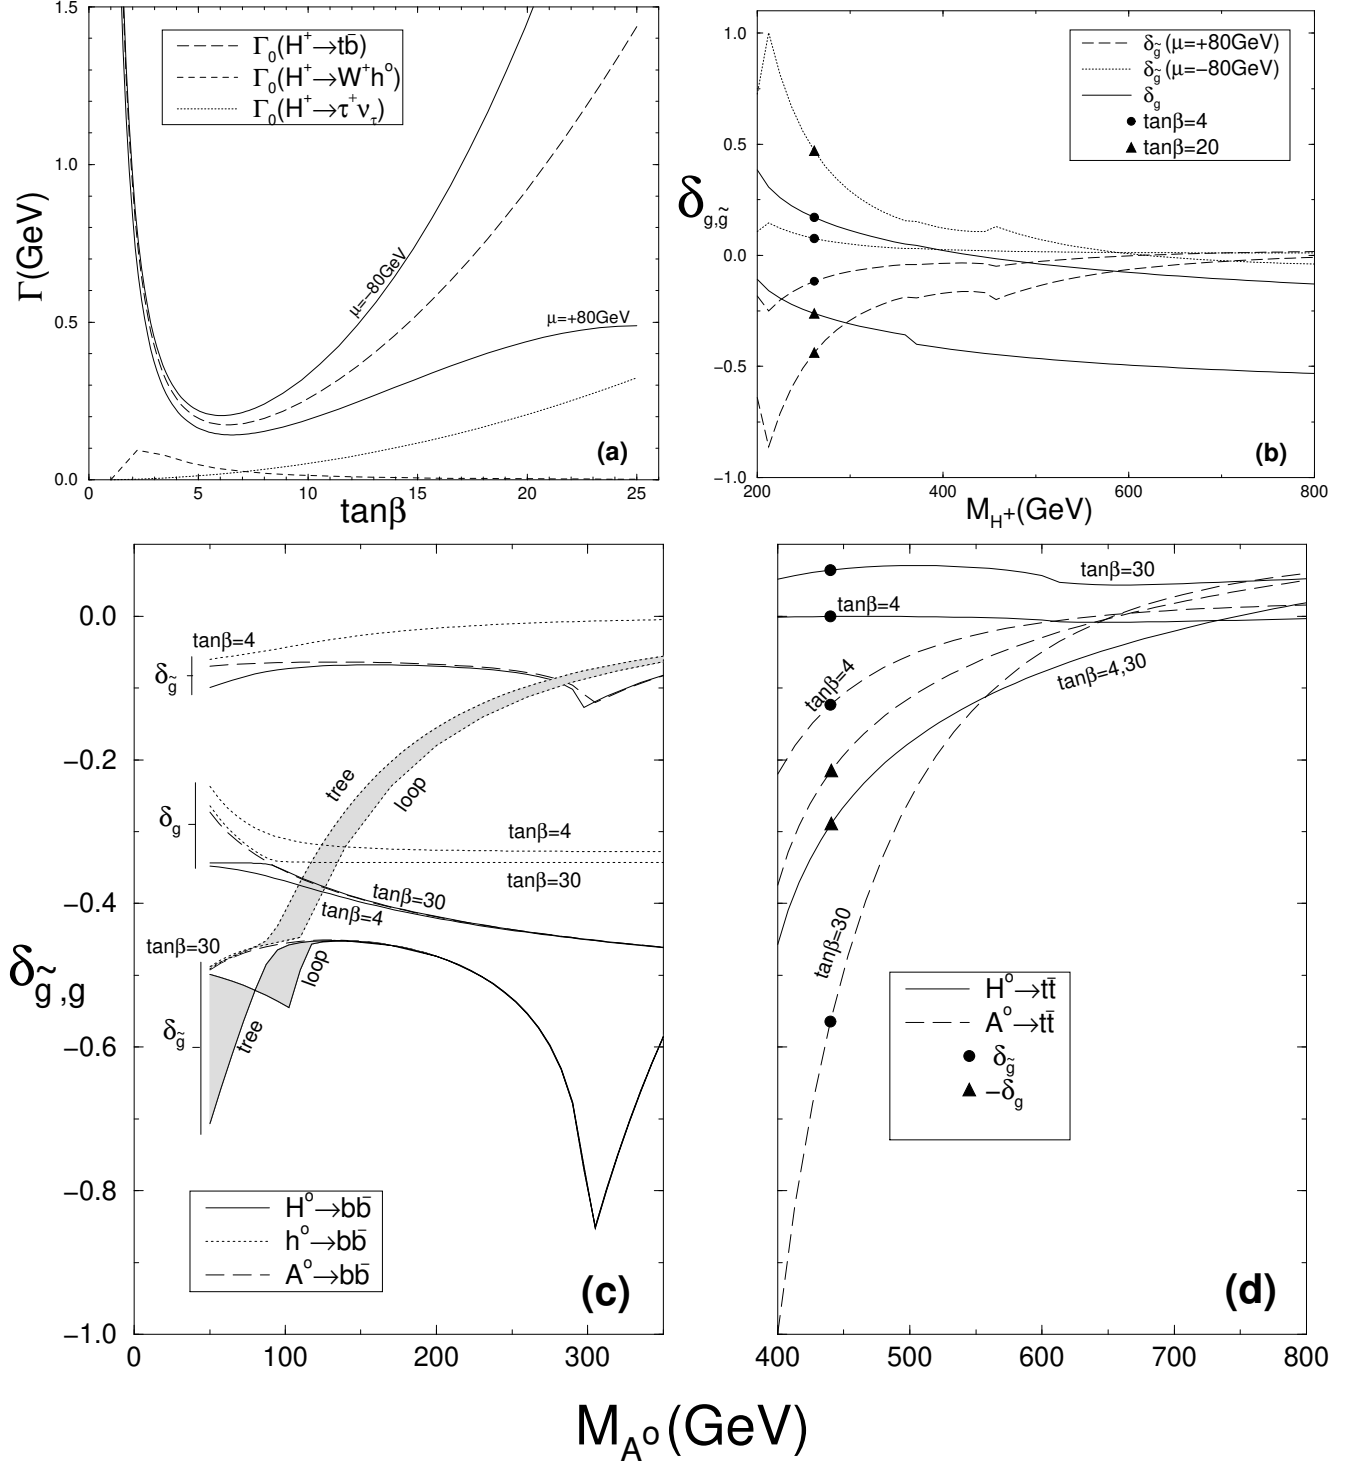 1.5
1.0
0.5
0.0
Γ(GeV)
Γ₀(H⁺→tb̄)
Γ₀(H⁺→W⁺h⁰)
Γ₀(H⁺→τ⁺ν_τ)
μ=−80GeV
μ=+80GeV
(a)
0 5 10 15 20 25
tanβ
1.0
0.5
0.0
−0.5
−1.0
δ_g,g̃
δ_g̃(μ=+80GeV)
δ_g̃(μ=−80GeV)
δ_g
tanβ=4
tanβ=20
(b)
200 400 600 800
M_H⁺(GeV)
0.0
−0.2
−0.4
−0.6
−0.8
−1.0
δ_g̃,g
tanβ=4
δ_g̃
tree
loop
δ_g
tanβ=4
tanβ=30
tanβ=30
tanβ=4
tanβ=30
loop
δ_g̃
tree
H⁰→bb̄
h⁰→bb̄
A⁰→bb̄
(c)
0 100 200 300
tanβ=30
tanβ=4
tanβ=4
tanβ=4,30
tanβ=30
H⁰→tt̄
A⁰→tt̄
δ_g̃
−δ_g
(d)
400 500 600 700 800
M_A⁰(GeV)